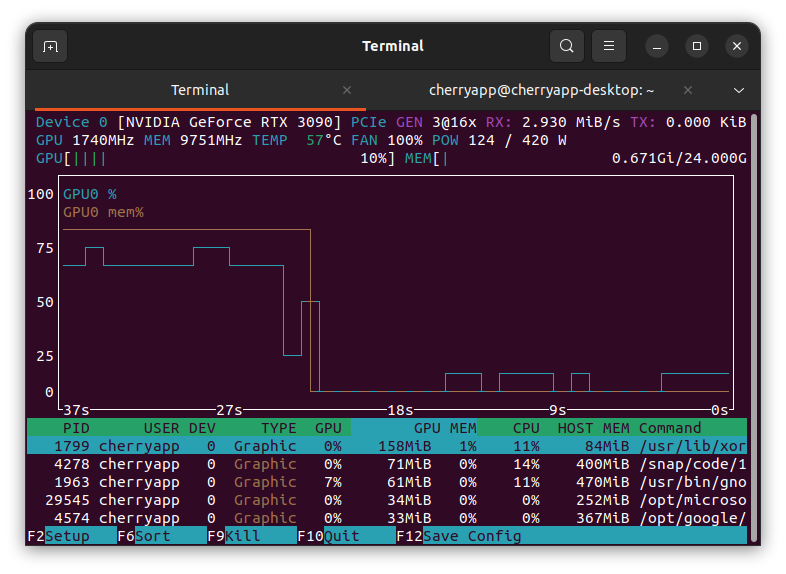 Terminal
Terminal
cherryapp@cherryapp-desktop: ~
Device 0 [NVIDIA GeForce RTX 3090] PCIe GEN 3@16x RX: 2.930 MiB/s TX: 0.000 KiB
GPU 1740MHz MEM 9751MHz TEMP 57°C FAN 100% POW 124 / 420 W
GPU[|||| 10%] MEM[| 0.671Gi/24.000G
100
GPU0 %
GPU0 mem%
75
50
25
0
37s 27s 18s 9s 0s
PID USER DEV TYPE GPU GPU MEM CPU HOST MEM Command
1799 cherryapp 0 Graphic 0% 158MiB 1% 11% 84MiB /usr/lib/xor
4278 cherryapp 0 Graphic 0% 71MiB 0% 14% 400MiB /snap/code/1
1963 cherryapp 0 Graphic 7% 61MiB 0% 11% 470MiB /usr/bin/gno
29545 cherryapp 0 Graphic 0% 34MiB 0% 0% 252MiB /opt/microso
4574 cherryapp 0 Graphic 0% 33MiB 0% 0% 367MiB /opt/google/
F2Setup F6Sort F9Kill F10Quit F12Save Config